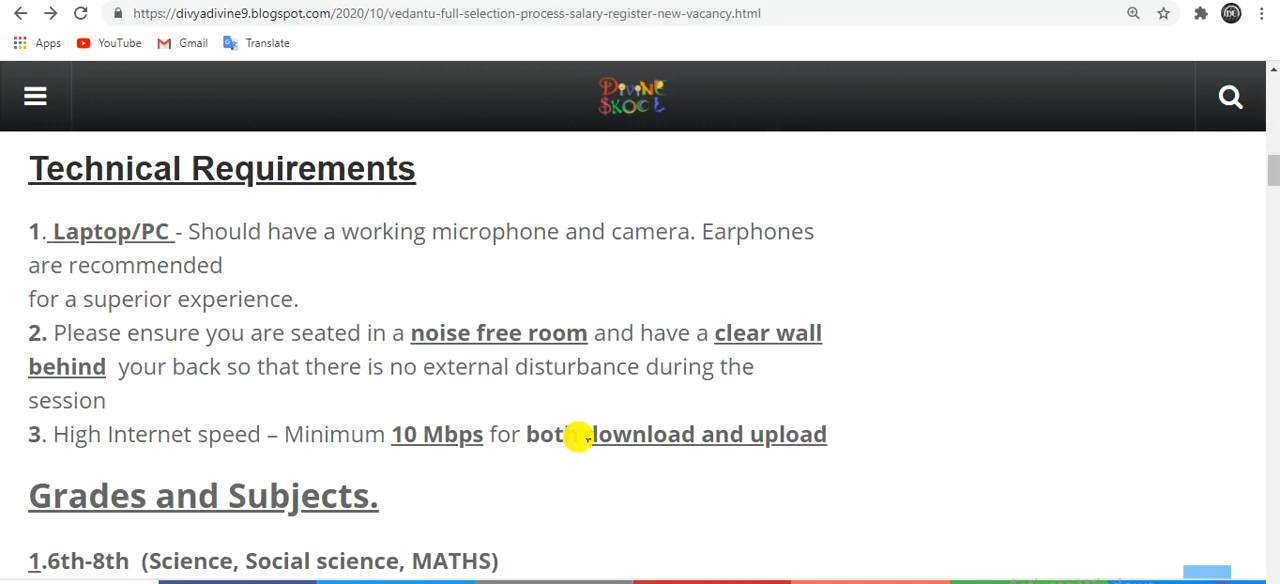 https://divyadivine9.blogspot.com/2020/10/vedantu-full-selection-process-salary-register-new-vacancy.html
Apps YouTube Gmail Translate
DIVINE
$KOCL
Technical Requirements
1. Laptop/PC - Should have a working microphone and camera. Earphones
are recommended
for a superior experience.
2. Please ensure you are seated in a noise free room and have a clear wall
behind your back so that there is no external disturbance during the
session
3. High Internet speed – Minimum 10 Mbps for both download and upload
Grades and Subjects.
1.6th-8th (Science, Social science, MATHS)